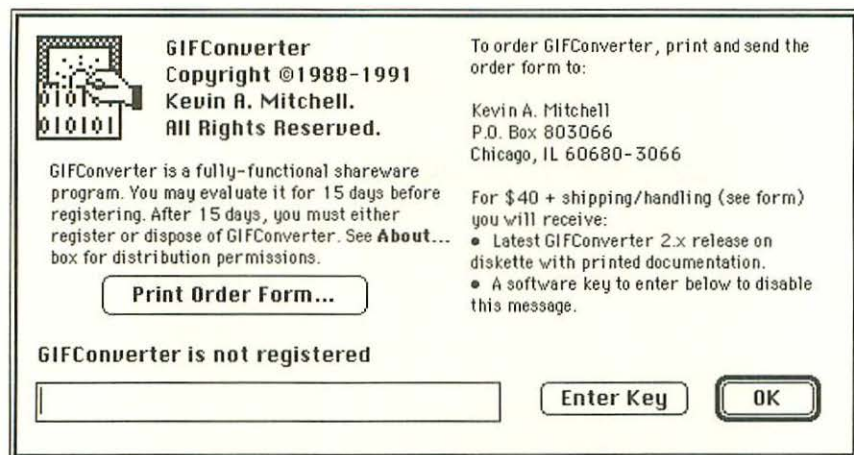 GIFConverter
Copyright ©1988-1991
Kevin A. Mitchell.
All Rights Reserved.
GIFConverter is a fully-functional shareware
program. You may evaluate it for 15 days before
registering. After 15 days, you must either
register or dispose of GIFConverter. See About...
box for distribution permissions.
Print Order Form...
To order GIFConverter, print and send the
order form to:
Kevin A. Mitchell
P.O. Box 803066
Chicago, IL 60680-3066
For $40 + shipping/handling (see form)
you will receive:
● Latest GIFConverter 2.x release on
diskette with printed documentation.
● A software key to enter below to disable
this message.
GIFConverter is not registered
Enter Key
OK
010101